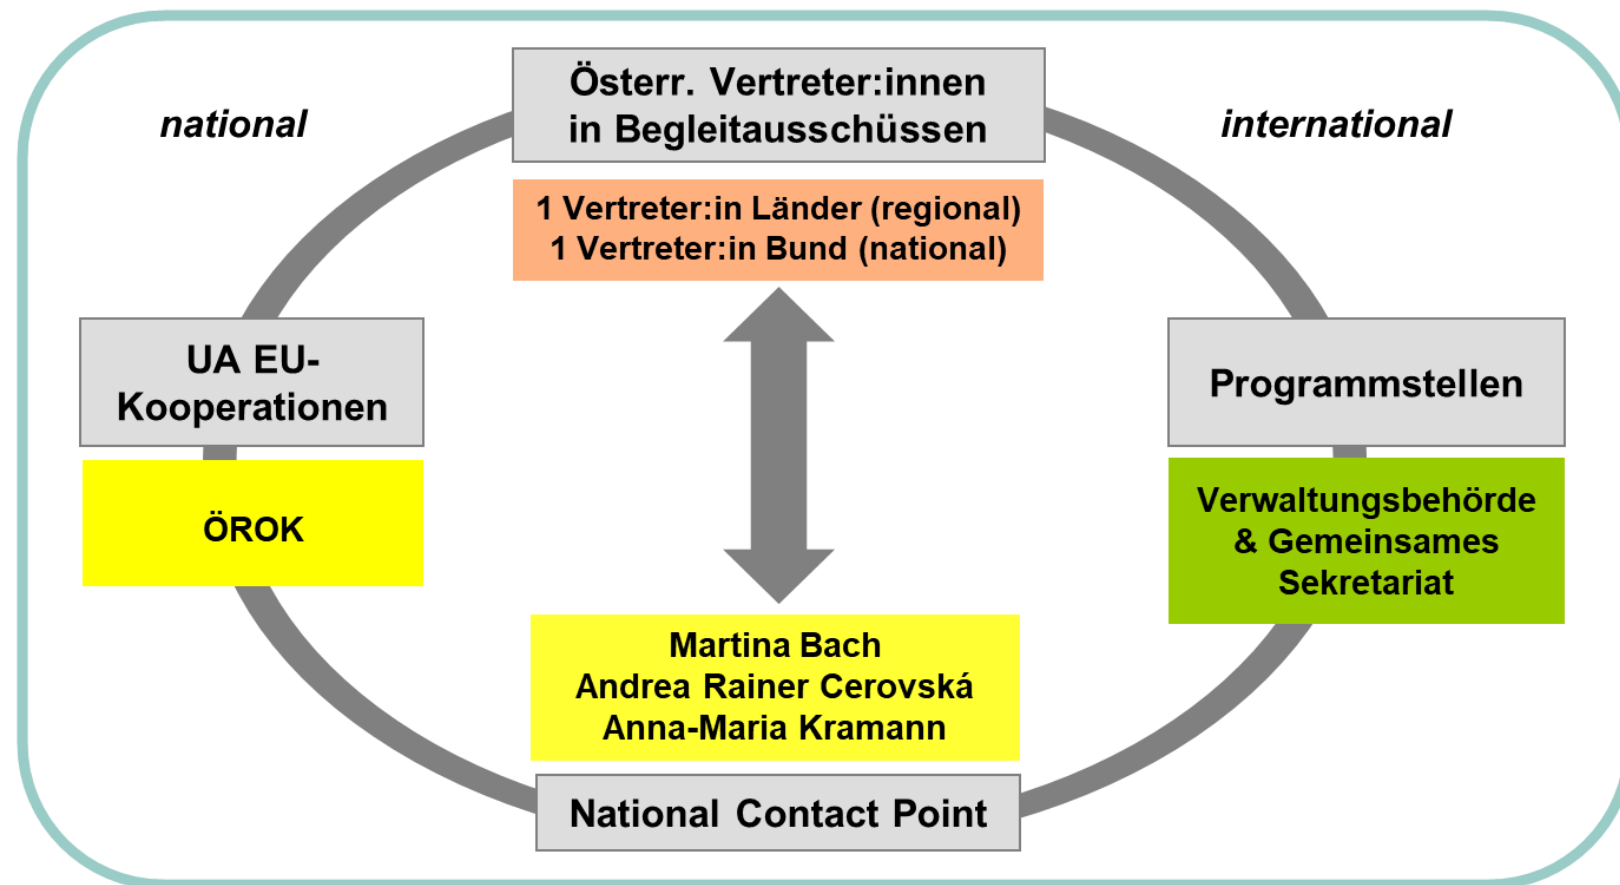 national
Österr. Vertreter:innen
in Begleitausschüssen
international
1 Vertreter:in Länder (regional)
1 Vertreter:in Bund (national)
UA EU-
Kooperationen
ÖROK
Programmstellen
Verwaltungsbehörde
& Gemeinsames
Sekretariat
Martina Bach
Andrea Rainer Cerovská
Anna-Maria Kramann
National Contact Point